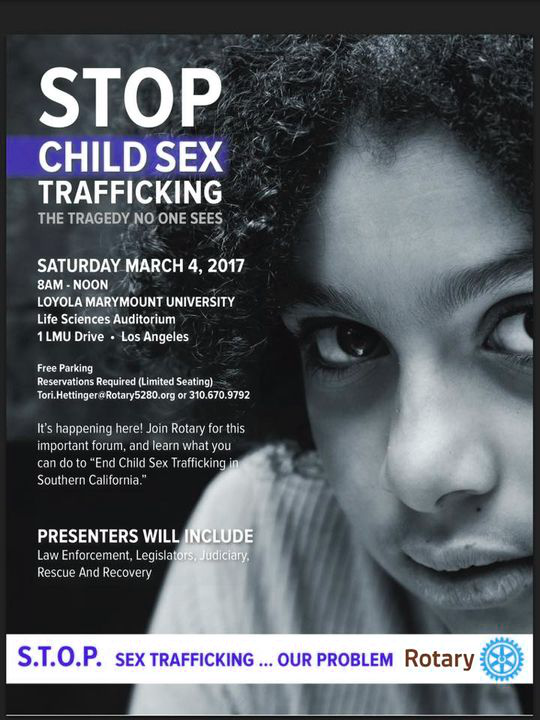 STOP
CHILD SEX
TRAFFICKING
THE TRAGEDY NO ONE SEES
SATURDAY MARCH 4, 2017
8AM - NOON
LOYOLA MARYMOUNT UNIVERSITY
Life Sciences Auditorium
1 LMU Drive • Los Angeles
Free Parking
Reservations Required (Limited Seating)
Tori.Hettinger@Rotary5280.org or 310.670.9792
It's happening here! Join Rotary for this
important forum, and learn what you
can do to “End Child Sex Trafficking in
Southern California.”
PRESENTERS WILL INCLUDE
Law Enforcement, Legislators, Judiciary,
Rescue And Recovery
S.T.O.P. SEX TRAFFICKING ... OUR PROBLEM Rotary